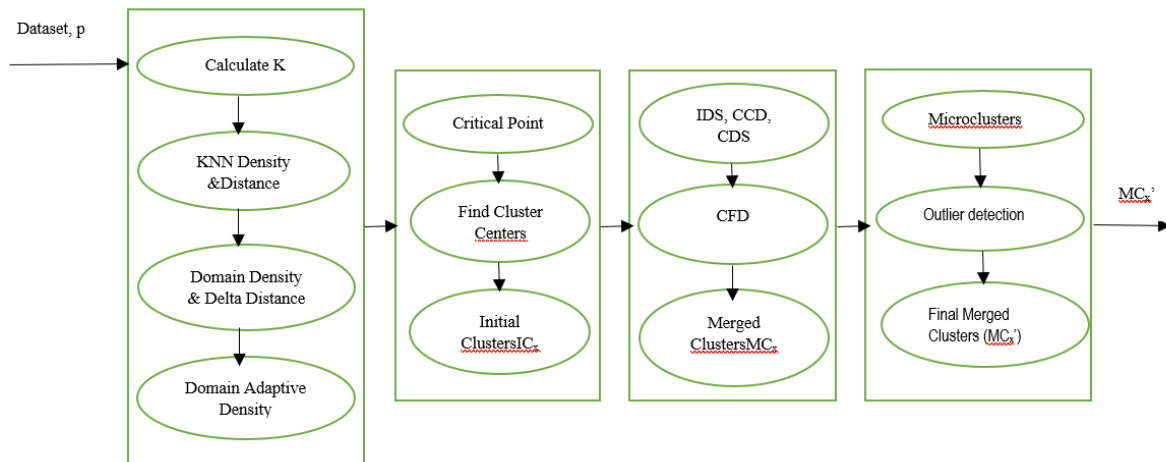 Dataset, p
Calculate K
KNN Density
&Distance
Domain Density
& Delta Distance
Domain Adaptive
Density
Critical Point
Find Cluster
Centers
Initial
ClustersICₓ
IDS, CCD,
CDS
CFD
Merged
ClustersMCₓ
Microclusters
Outlier detection
Final Merged
Clusters (MCₓ’)
MCₓ’